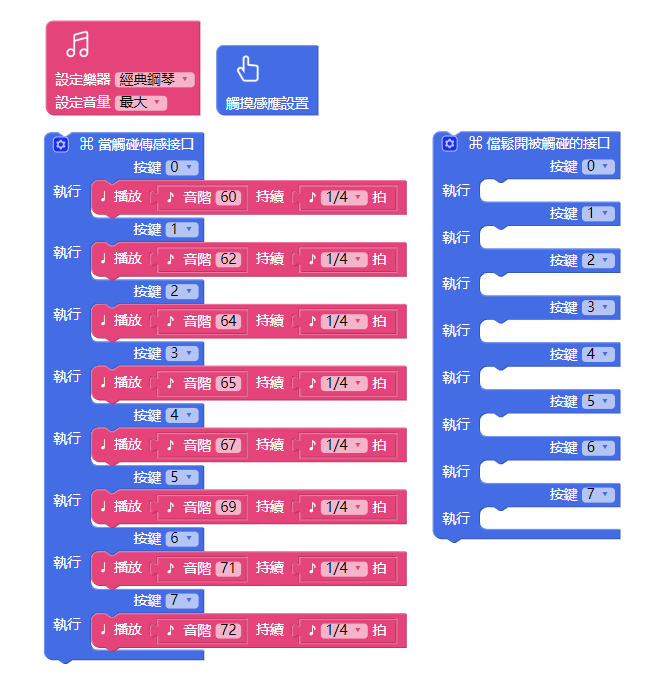 設定樂器 經典鋼琴
設定音量 最大
觸摸感應設置
當觸碰傳感接口
按鍵 0
執行 播放 音階 60 持續 1/4 拍
按鍵 1
執行 播放 音階 62 持續 1/4 拍
按鍵 2
執行 播放 音階 64 持續 1/4 拍
按鍵 3
執行 播放 音階 65 持續 1/4 拍
按鍵 4
執行 播放 音階 67 持續 1/4 拍
按鍵 5
執行 播放 音階 69 持續 1/4 拍
按鍵 6
執行 播放 音階 71 持續 1/4 拍
按鍵 7
執行 播放 音階 72 持續 1/4 拍
儅鬆開被觸碰的接口
按鍵 0
執行
按鍵 1
執行
按鍵 2
執行
按鍵 3
執行
按鍵 4
執行
按鍵 5
執行
按鍵 6
執行
按鍵 7
執行